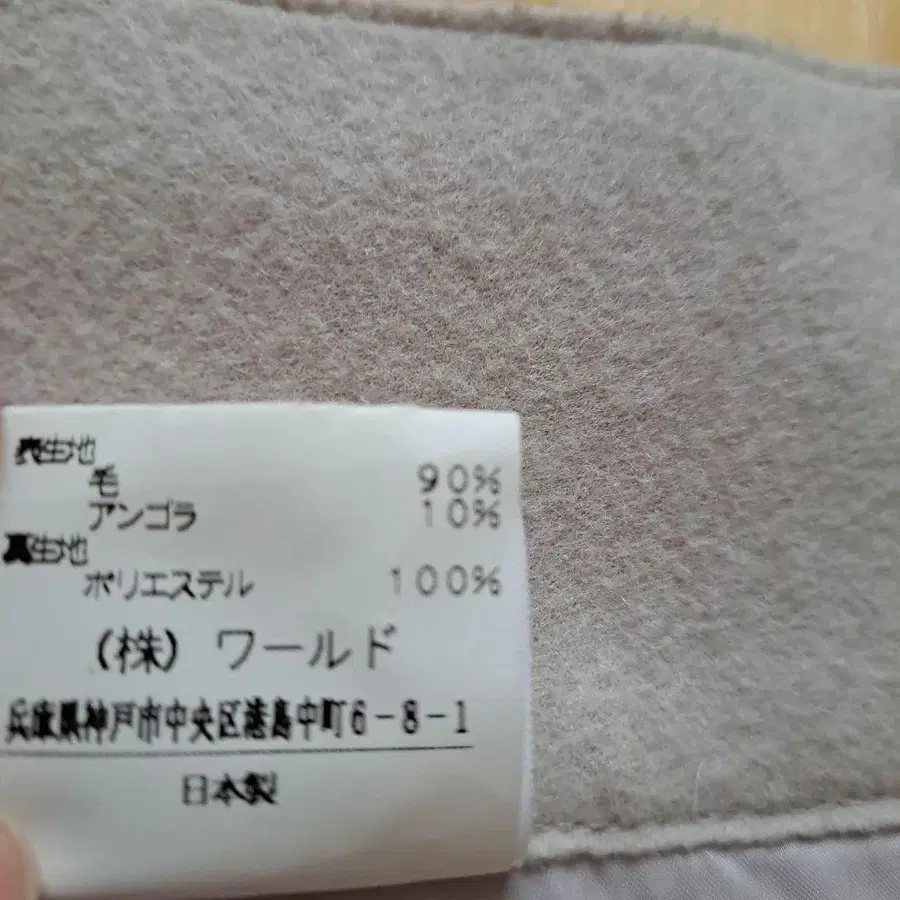 表生地
毛 90%
アンゴラ 10%
裏生地
ポリエステル 100%
(株) ワールド
兵庫県神戸市中央区港島中町6-8-1
日本製